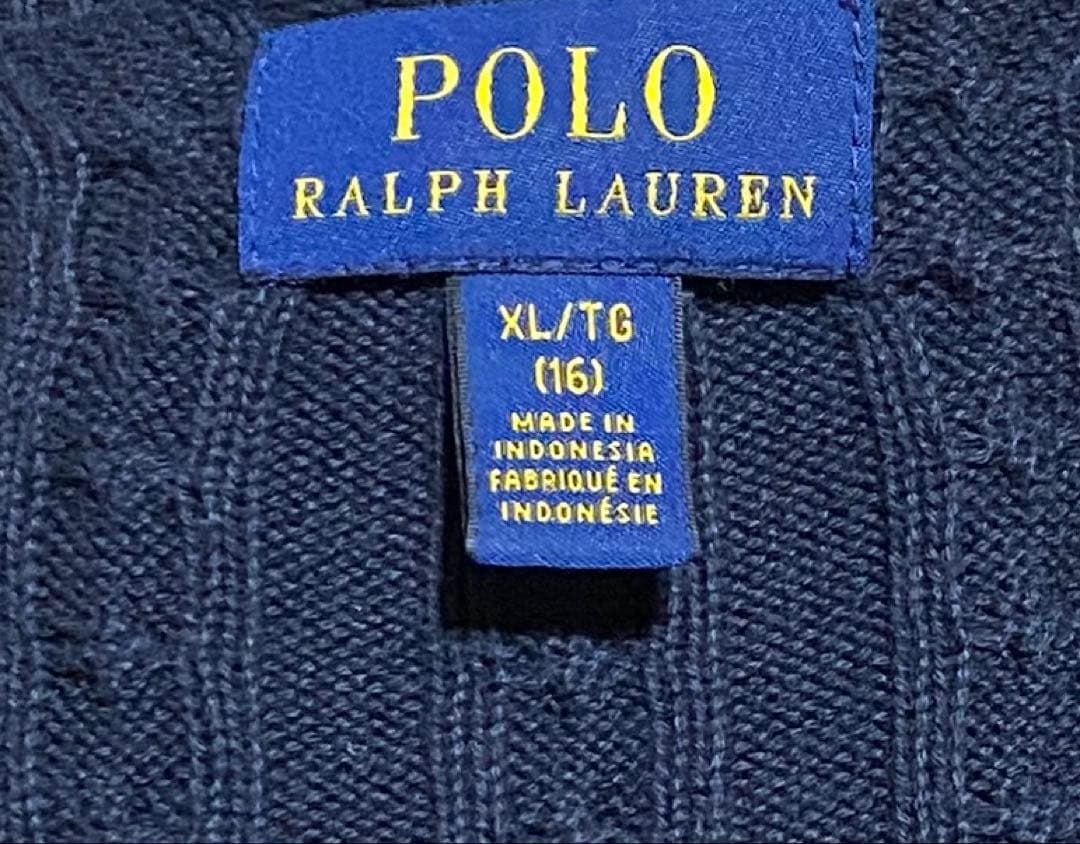 POLO
RALPH LAUREN
XL/TG
(16)
MADE IN
INDONESIA
FABRIQUÉ EN
INDONÉSIE